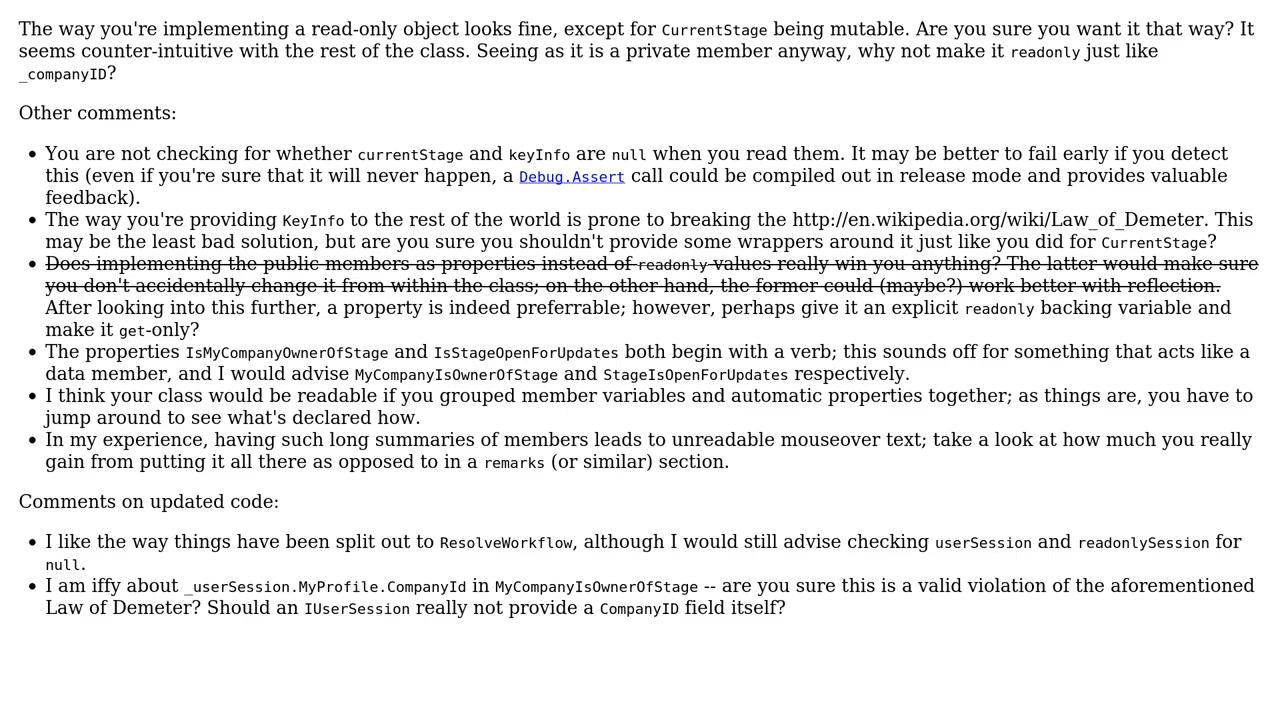 The way you're implementing a read-only object looks fine, except for CurrentStage being mutable. Are you sure you want it that way? It
seems counter-intuitive with the rest of the class. Seeing as it is a private member anyway, why not make it readonly just like
_companyID?
Other comments:
• You are not checking for whether currentStage and keyInfo are null when you read them. It may be better to fail early if you detect
this (even if you're sure that it will never happen, a Debug.Assert call could be compiled out in release mode and provides valuable
feedback).
• The way you're providing KeyInfo to the rest of the world is prone to breaking the http://en.wikipedia.org/wiki/Law_of_Demeter. This
may be the least bad solution, but are you sure you shouldn't provide some wrappers around it just like you did for CurrentStage?
• Does implementing the public members as properties instead of readonly values really win you anything? The latter would make sure
you don't accidentally change it from within the class; on the other hand, the former could (maybe?) work better with reflection.
After looking into this further, a property is indeed preferrable; however, perhaps give it an explicit readonly backing variable and
make it get-only?
• The properties IsMyCompanyOwnerOfStage and IsStageOpenForUpdates both begin with a verb; this sounds off for something that acts like a
data member, and I would advise MyCompanyIsOwnerOfStage and StageIsOpenForUpdates respectively.
• I think your class would be readable if you grouped member variables and automatic properties together; as things are, you have to
jump around to see what's declared how.
• In my experience, having such long summaries of members leads to unreadable mouseover text; take a look at how much you really
gain from putting it all there as opposed to in a remarks (or similar) section.
Comments on updated code:
• I like the way things have been split out to ResolveWorkflow, although I would still advise checking userSession and readonlySession for
null.
• I am iffy about _userSession.MyProfile.CompanyId in MyCompanyIsOwnerOfStage -- are you sure this is a valid violation of the aforementioned
Law of Demeter? Should an IUserSession really not provide a CompanyID field itself?